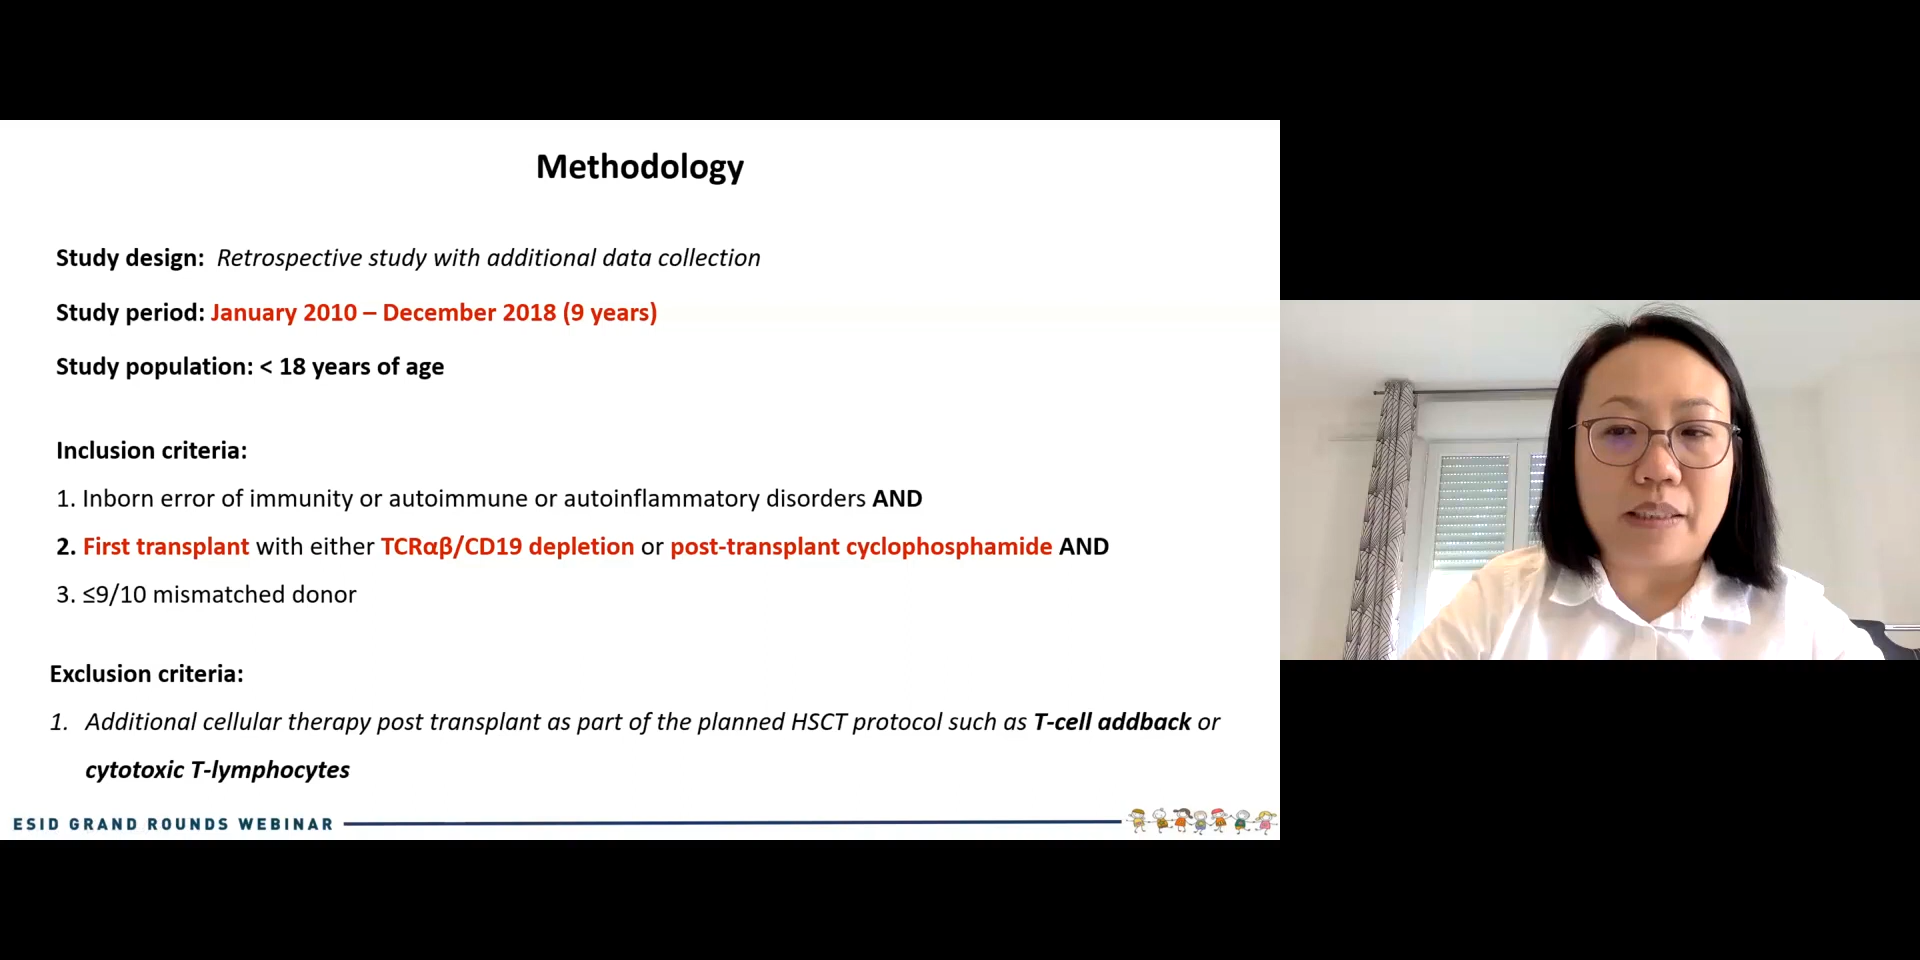 Methodology
Study design: Retrospective study with additional data collection
Study period: January 2010 – December 2018 (9 years)
Study population: < 18 years of age
Inclusion criteria:
1. Inborn error of immunity or autoimmune or autoinflammatory disorders AND
2. First transplant with either TCRαβ/CD19 depletion or post-transplant cyclophosphamide AND
3. ≤9/10 mismatched donor
Exclusion criteria:
1. Additional cellular therapy post transplant as part of the planned HSCT protocol such as T-cell addback or
cytotoxic T-lymphocytes
ESID GRAND ROUNDS WEBINAR